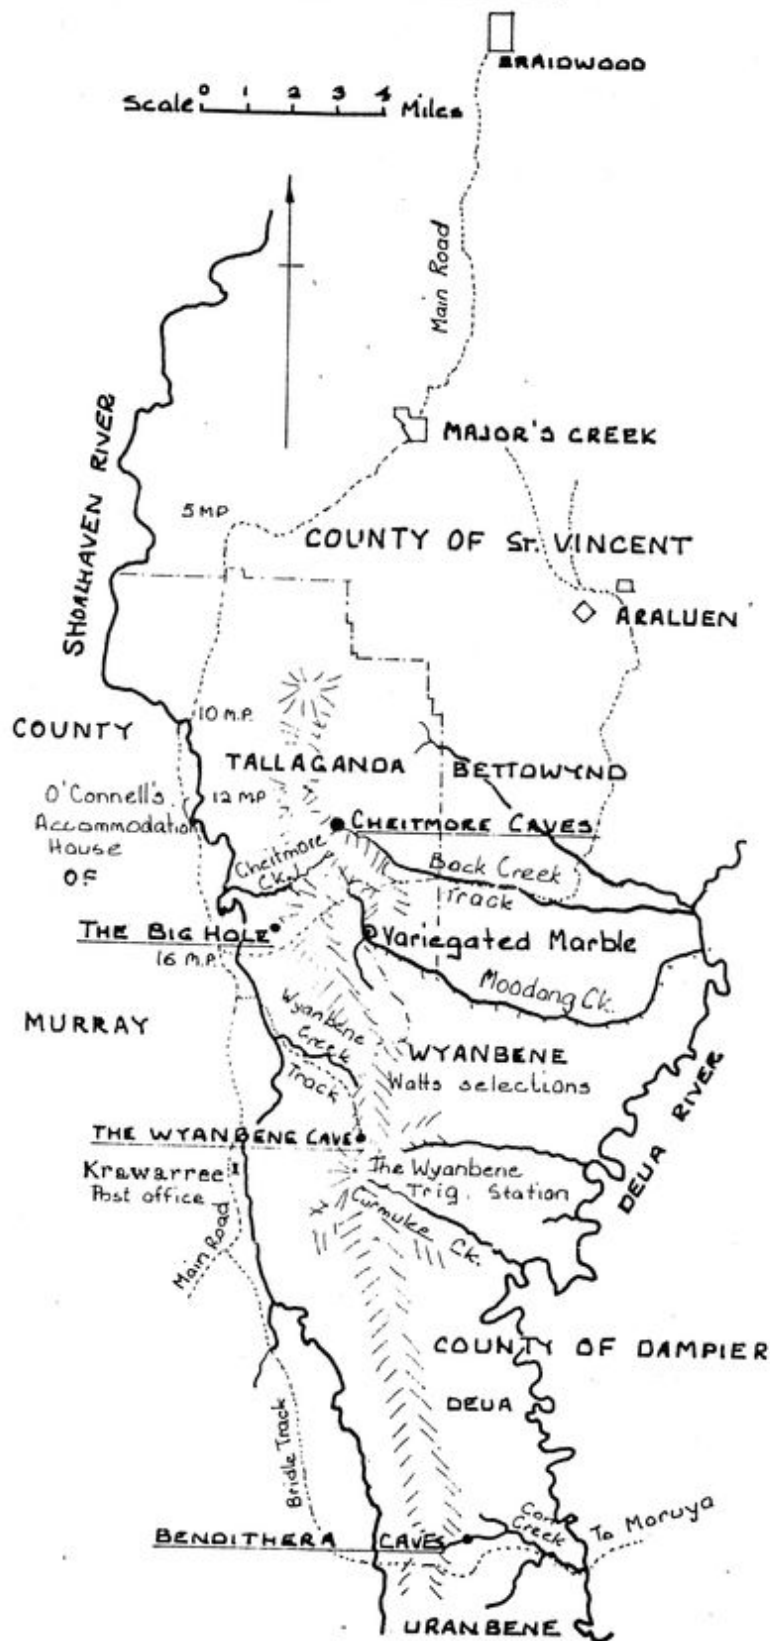 BRAIDWOOD
0 1 2 3 4
Scale Miles
Main Road
MAJOR'S CREEK
SHOALHAVEN RIVER
5 M.P.
COUNTY OF St. VINCENT
ARALUEN
10 M.P.
COUNTY
TALLAGANDA
BETTOWYND
O'Connell's
Accommodation
House
12 M.P.
OF
CHEITMORE CAVES
Cheitmore
Ck.
Back Creek
Track
THE BIG HOLE
Variegated Marble
16 M.P.
Moodong Ck.
MURRAY
Wyanbene
Creek
Track
WYANBENE
Watts selections
DEUA RIVER
THE WYANBENE CAVE
Krawarree
Post office
The Wyanbene
Trig. Station
Curmulee Ck.
Main Road
COUNTY OF DAMPIER
DEUA
Bridle Track
BENDITHERA CAVES
Con
Creek
To Moruya
URANBENE